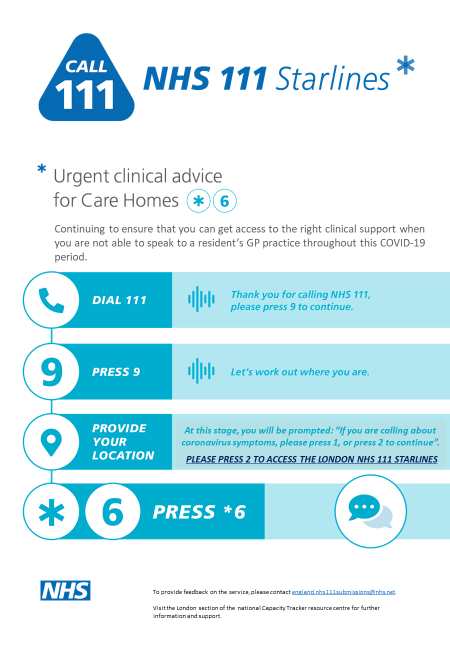 CALL
111
NHS 111 Starlines*
* Urgent clinical advice
for Care Homes * 6
Continuing to ensure that you can get access to the right clinical support when
you are not able to speak to a resident's GP practice throughout this COVID-19
period.
DIAL 111
Thank you for calling NHS 111,
please press 9 to continue.
9
PRESS 9
Let's work out where you are.
PROVIDE
YOUR
LOCATION
At this stage, you will be prompted: "If you are calling about
coronavirus symptoms, please press 1, or press 2 to continue".
PLEASE PRESS 2 TO ACCESS THE LONDON NHS 111 STARLINES
* 6 PRESS *6
NHS
To provide feedback on the service, please contact england.nhs111submissions@nhs.net.
Visit the London section of the national Capacity Tracker resource centre for further
information and support.